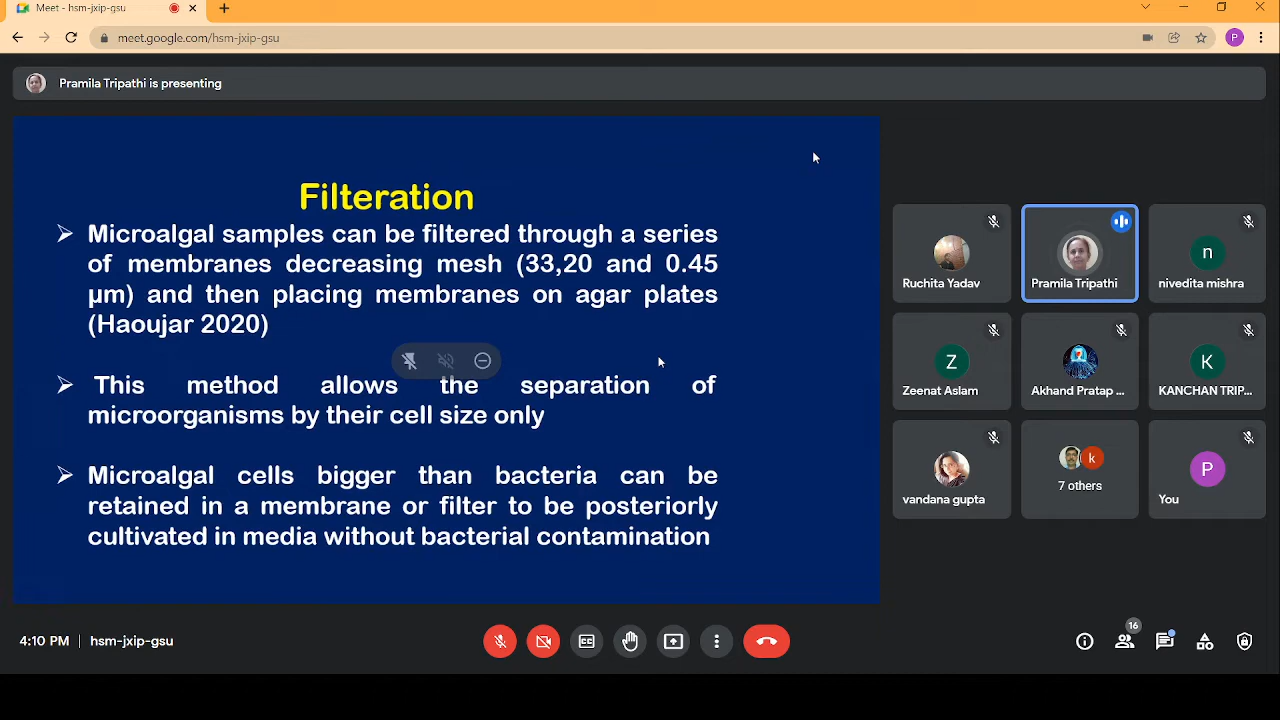 Meet - hsm-jxip-gsu
meet.google.com/hsm-jxip-gsu
P
Pramila Tripathi is presenting
Filteration
Microalgal samples can be filtered through a series
of membranes decreasing mesh (33,20 and 0.45
µm) and then placing membranes on agar plates
(Haoujar 2020)
This method allows the separation of
microorganisms by their cell size only
Microalgal cells bigger than bacteria can be
retained in a membrane or filter to be posteriorly
cultivated in media without bacterial contamination
Ruchita Yadav
Pramila Tripathi
n
nivedita mishra
Z
Zeenat Aslam
Akhand Pratap ...
K
KANCHAN TRIP...
vandana gupta
k
7 others
P
You
4:10 PM | hsm-jxip-gsu
CC
16